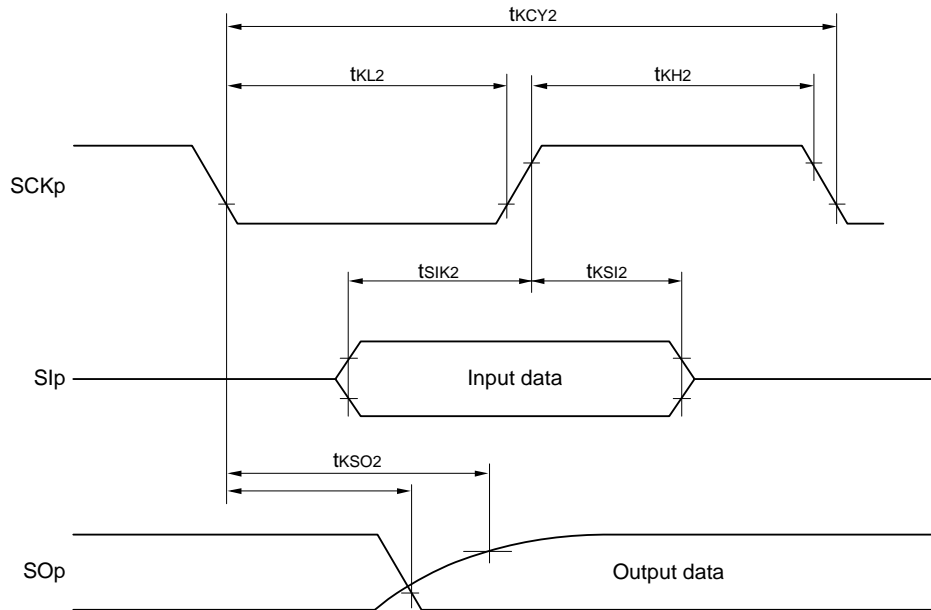 tKCY2
tKL2
tKH2
SCKp
tSIK2
tKSI2
SIp
Input data
tKSO2
SOp
Output data